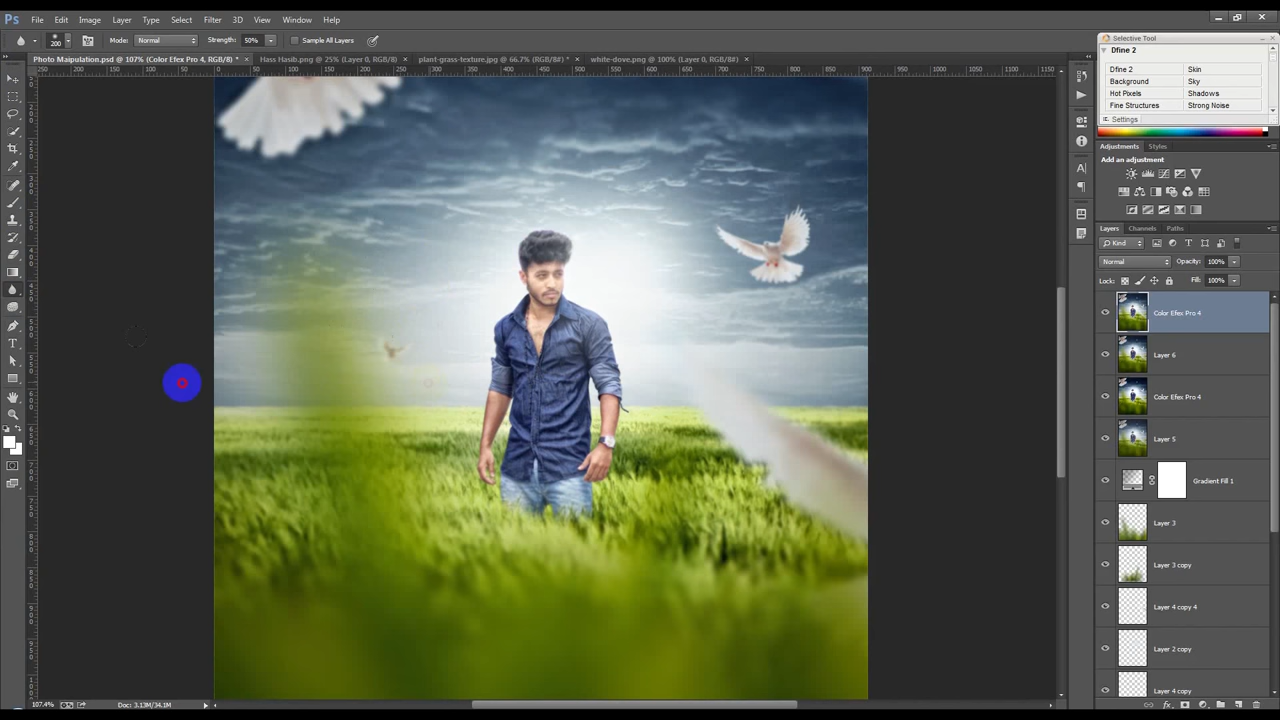 Ps File Edit Image Layer Type Select Filter 3D View Window Help
200 Mode: Normal Strength: 50% Sample All Layers
Photo Maipulation.psd @ 107% (Color Efex Pro 4, RGB/8#) * × Hass Hasib.png @ 25% (Layer 0, RGB/8) × plant-grass-texture.jpg @ 66.7% (RGB/8#) * × white-dove.png @ 100% (Layer 0, RGB/8) ×
Selective Tool
Dfine 2
Dfine 2 Skin
Background Sky
Hot Pixels Shadows
Fine Structures Strong Noise
Settings
Adjustments Styles
Add an adjustment
Layers Channels Paths
Kind
Normal Opacity: 100%
Lock: Fill: 100%
Color Efex Pro 4
Layer 6
Color Efex Pro 4
Layer 5
Gradient Fill 1
Layer 3
Layer 3 copy
Layer 4 copy 4
Layer 2 copy
Layer 4 copy
107.4% Doc: 3.13M/34.1M